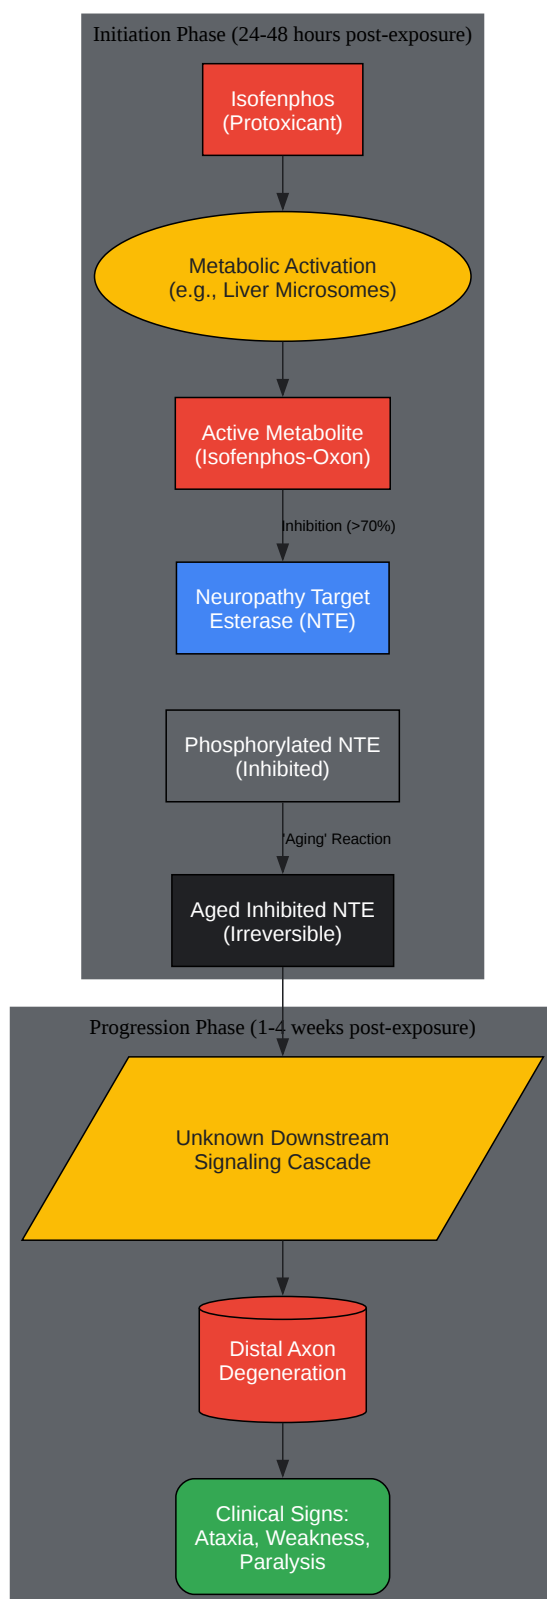 Initiation Phase (24-48 hours post-exposure)
Isofenphos
(Protoxicant)
Metabolic Activation
(e.g., Liver Microsomes)
Active Metabolite
(Isofenphos-Oxon)
Inhibition (>70%)
Neuropathy Target
Esterase (NTE)
Phosphorylated NTE
(Inhibited)
'Aging' Reaction
Aged Inhibited NTE
(Irreversible)
Progression Phase (1-4 weeks post-exposure)
Unknown Downstream
Signaling Cascade
Distal Axon
Degeneration
Clinical Signs:
Ataxia, Weakness,
Paralysis